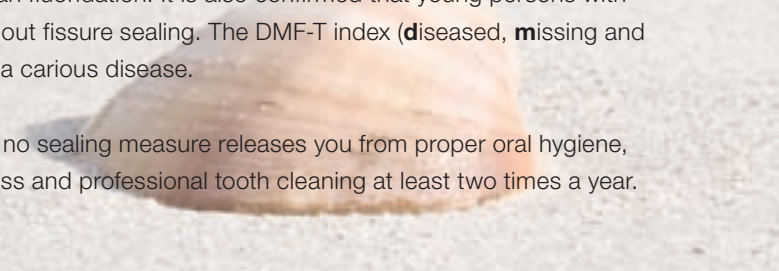 fluoridation. It is also confirmed that young persons with
out fissure sealing. The DMF-T index (diseased, missing and
a carious disease.
no sealing measure releases you from proper oral hygiene,
ss and professional tooth cleaning at least two times a year.